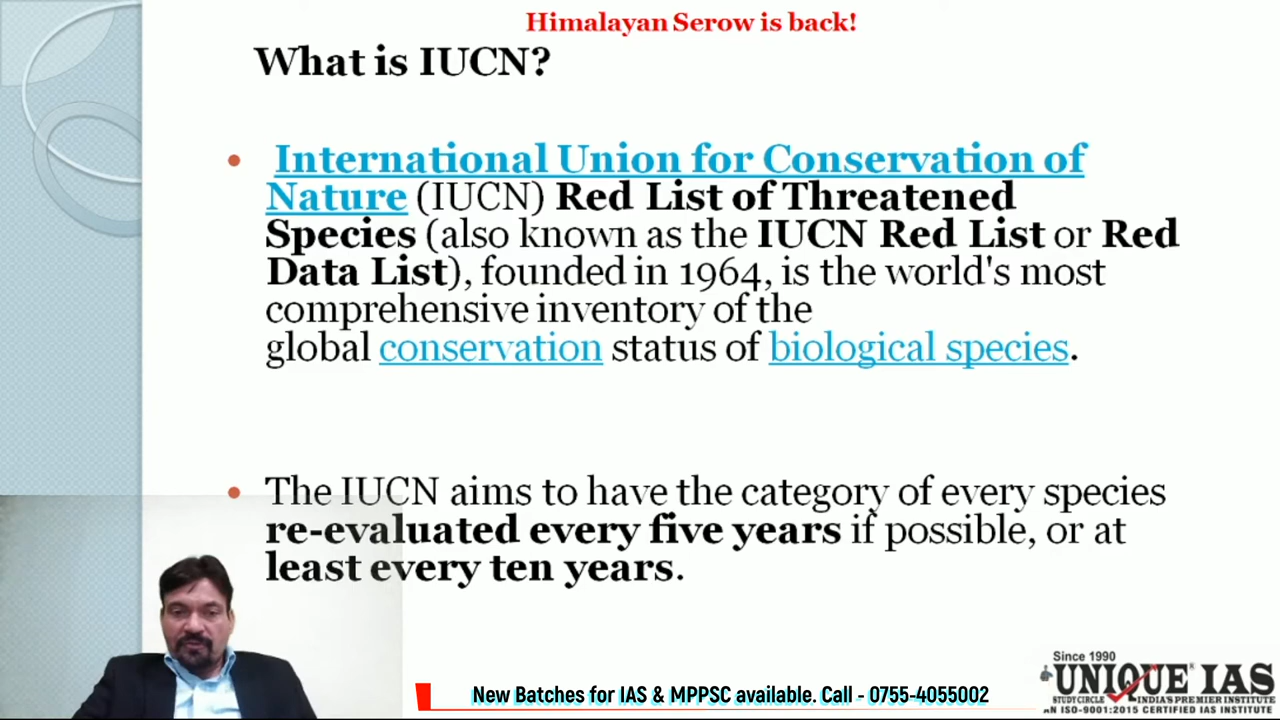 Himalayan Serow is back!
What is IUCN?
• International Union for Conservation of
Nature (IUCN) Red List of Threatened
Species (also known as the IUCN Red List or Red
Data List), founded in 1964, is the world's most
comprehensive inventory of the
global conservation status of biological species.
• The IUCN aims to have the category of every species
re-evaluated every five years if possible, or at
least every ten years.
New Batches for IAS & MPPSC available. Call - 0755-4055002
Since 1990
UNIQUE IAS
STUDY CIRCLE INDIA'S PREMIER INSTITUTE
AN ISO-9001:2015 CERTIFIED IAS INSTITUTE